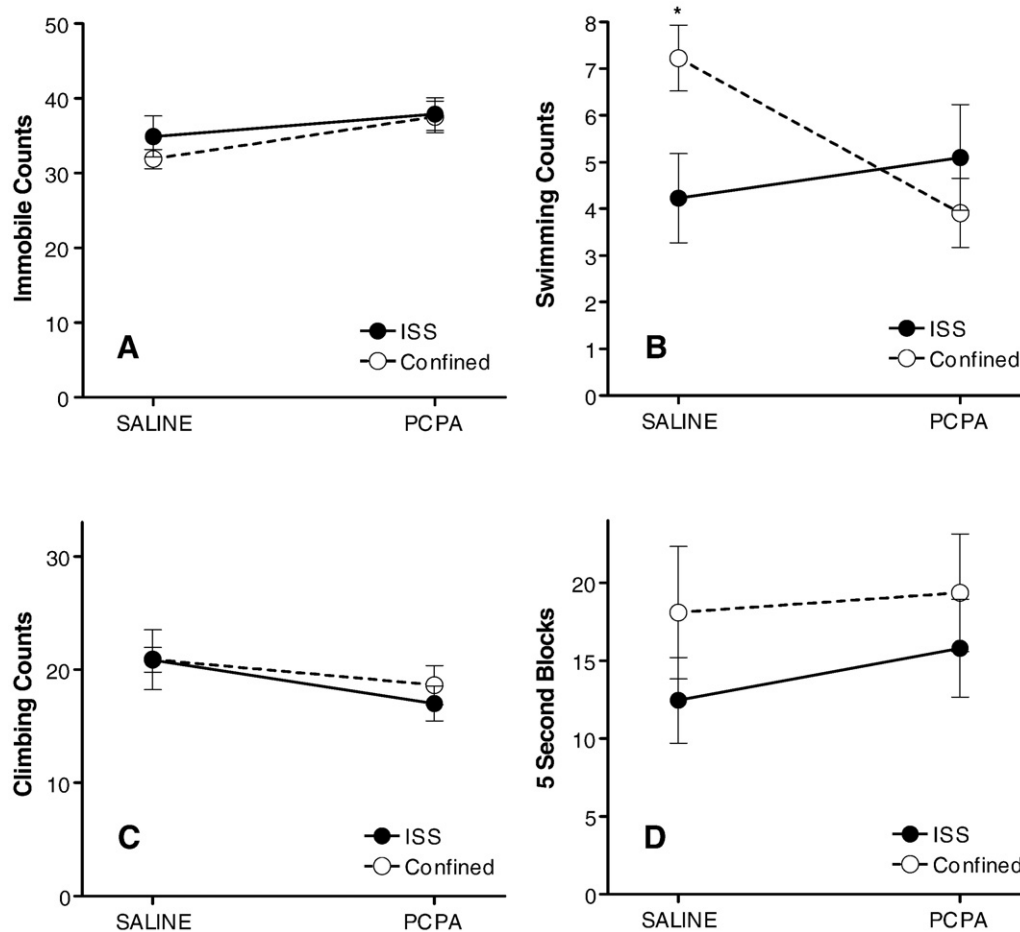 Immobile Counts
50
40
30
20
10
0
A
ISS
Confined
SALINE
PCPA
Swimming Counts
*
8
7
6
5
4
3
2
1
0
B
ISS
Confined
SALINE
PCPA
Climbing Counts
30
20
10
0
C
ISS
Confined
SALINE
PCPA
5 Second Blocks
20
15
10
5
0
D
ISS
Confined
SALINE
PCPA